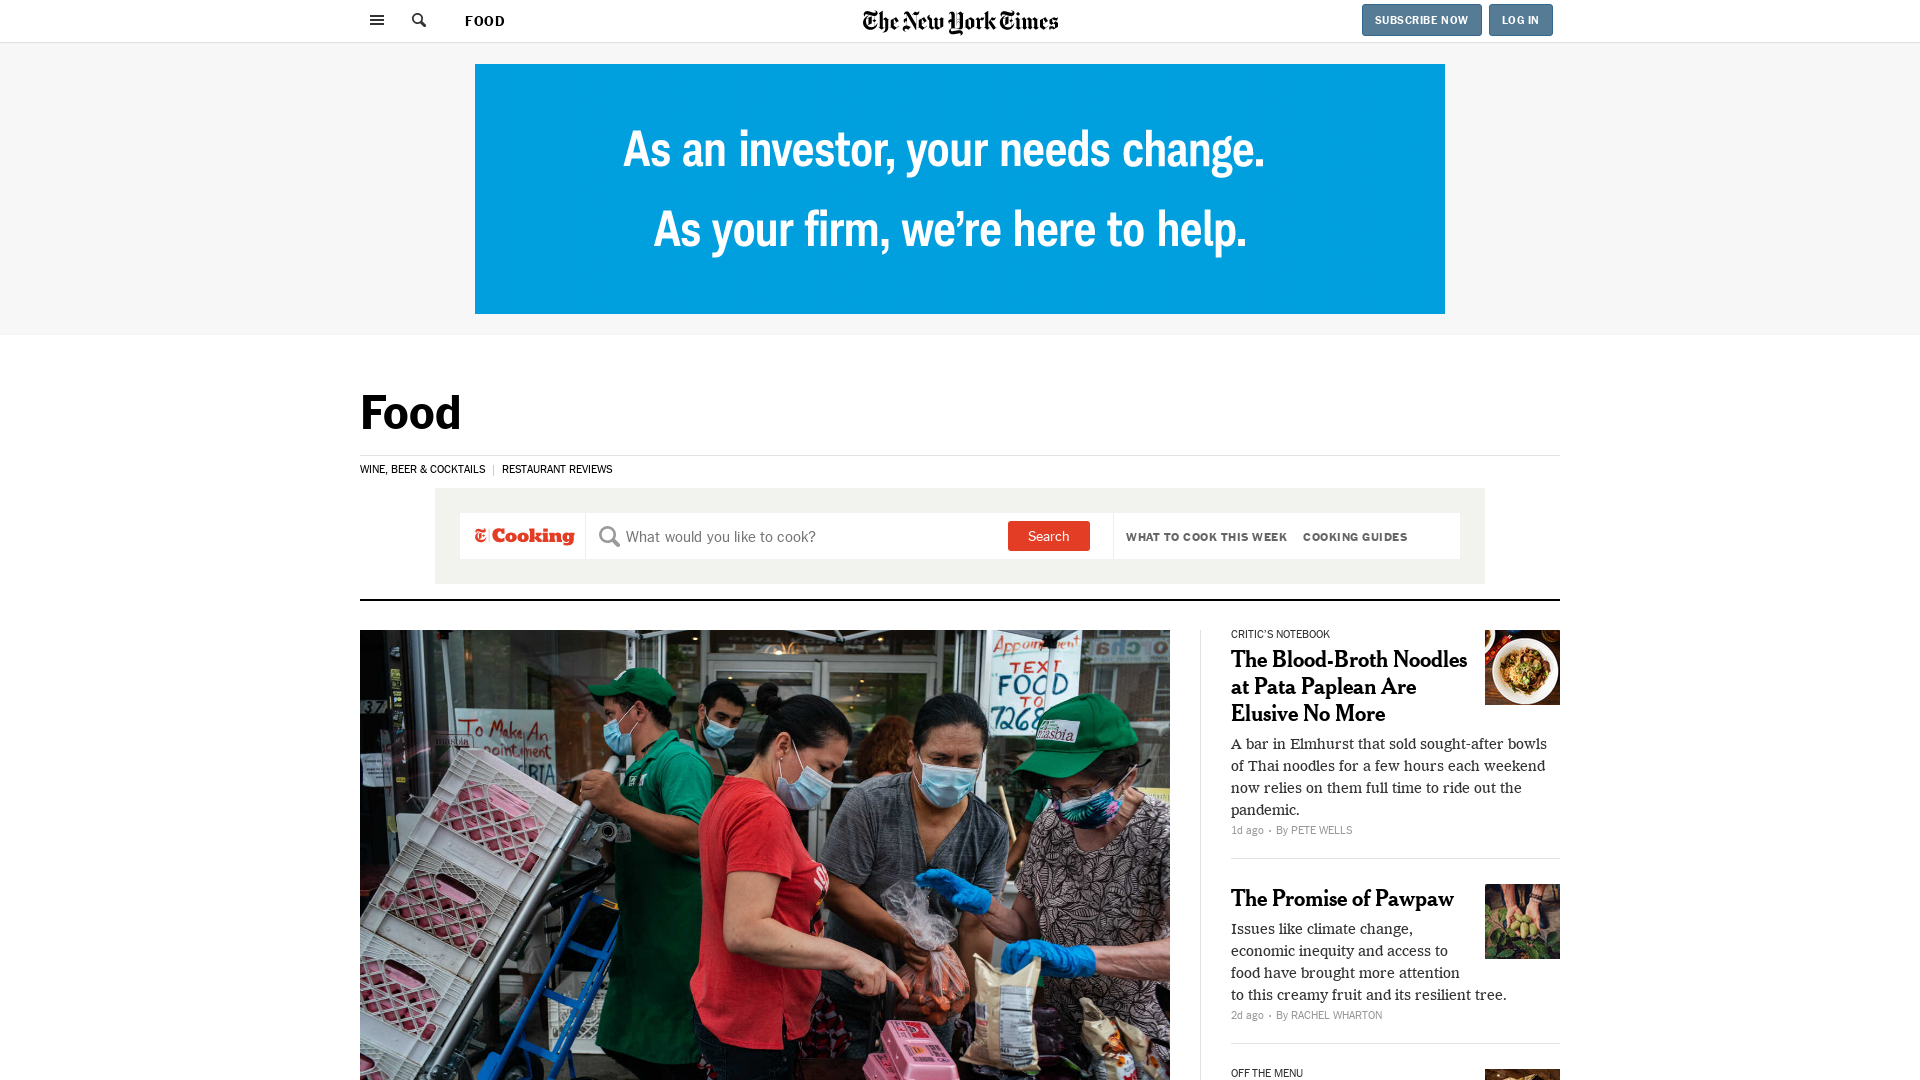 FOOD
The New York Times
SUBSCRIBE NOW
LOG IN
As an investor, your needs change.
As your firm, we're here to help.
Food
WINE, BEER & COCKTAILS
RESTAURANT REVIEWS
Cooking
What would you like to cook?
Search
WHAT TO COOK THIS WEEK
COOKING GUIDES
Appointment
TEXT
FOOD
TO
7268
To Make An
masbia
CRITIC'S NOTEBOOK
The Blood-Broth Noodles
at Pata Paplean Are
Elusive No More
A bar in Elmhurst that sold sought-after bowls
of Thai noodles for a few hours each weekend
now relies on them full time to ride out the
pandemic.
1d ago • By PETE WELLS
The Promise of Pawpaw
Issues like climate change,
economic inequity and access to
food have brought more attention
to this creamy fruit and its resilient tree.
2d ago • By RACHEL WHARTON
OFF THE MENU